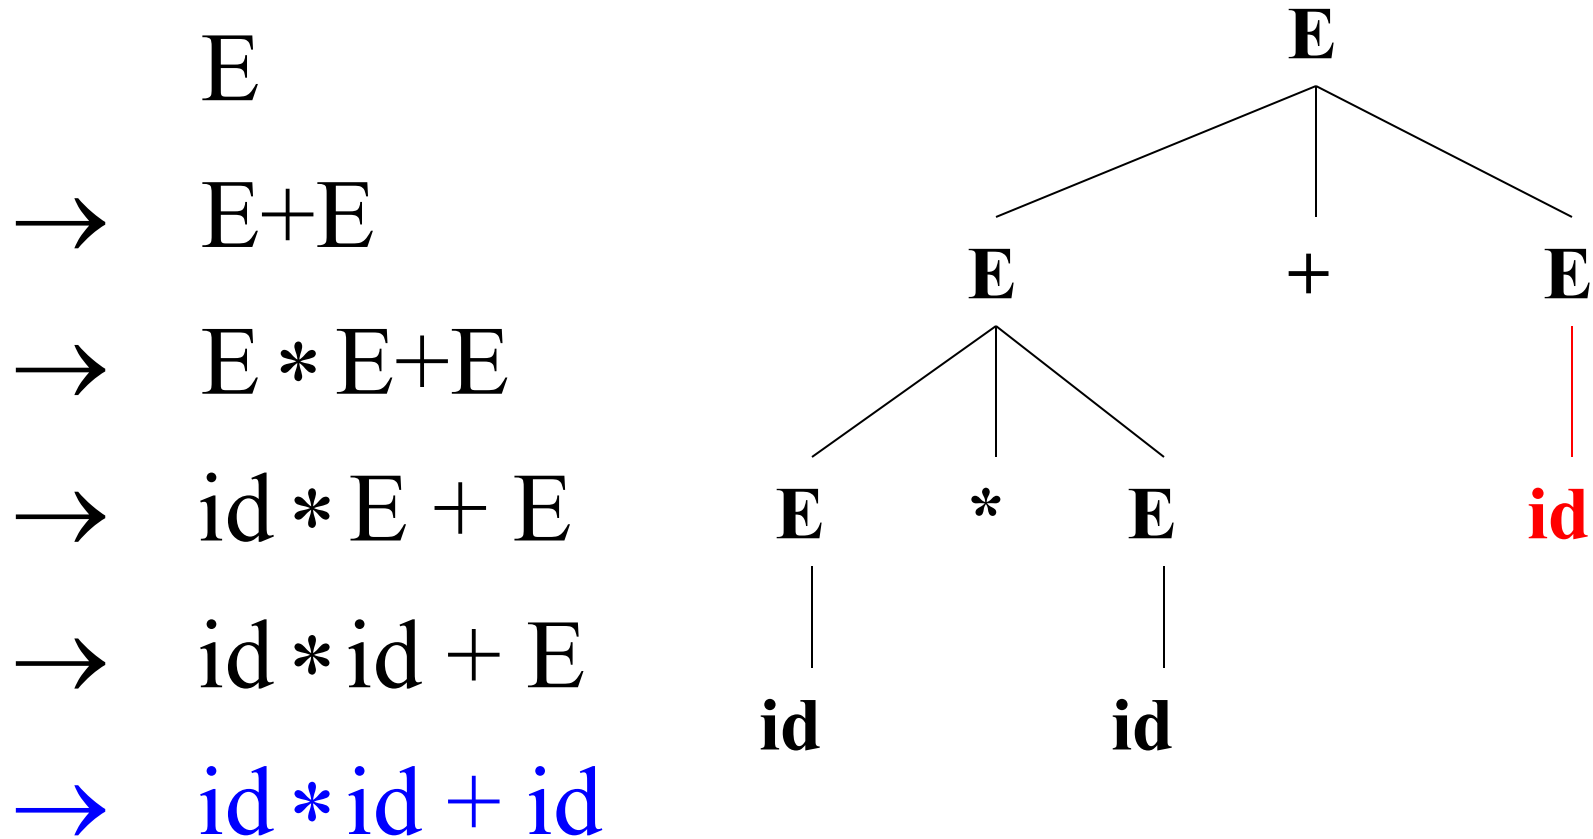 E
→ E+E
→ E * E+E
→ id * E + E
→ id * id + E
→ id * id + id
E
E + E
E * E id
id id